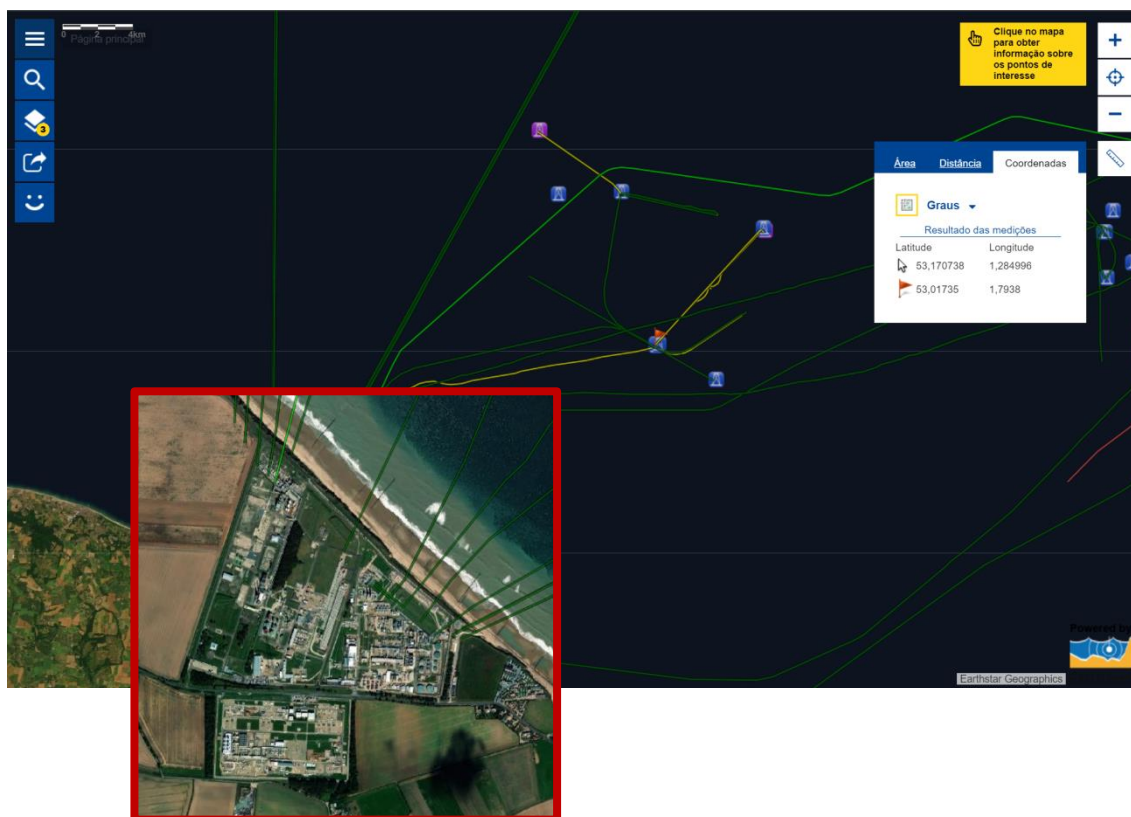 0 2 4km
Página principal
3
Clique no mapa
para obter
informação sobre
os pontos de
interesse
Área Distância Coordenadas
Graus
Resultado das medições
Latitude Longitude
53,170738 1,284996
53,01735 1,7938
Powered by
Earthstar Geographics